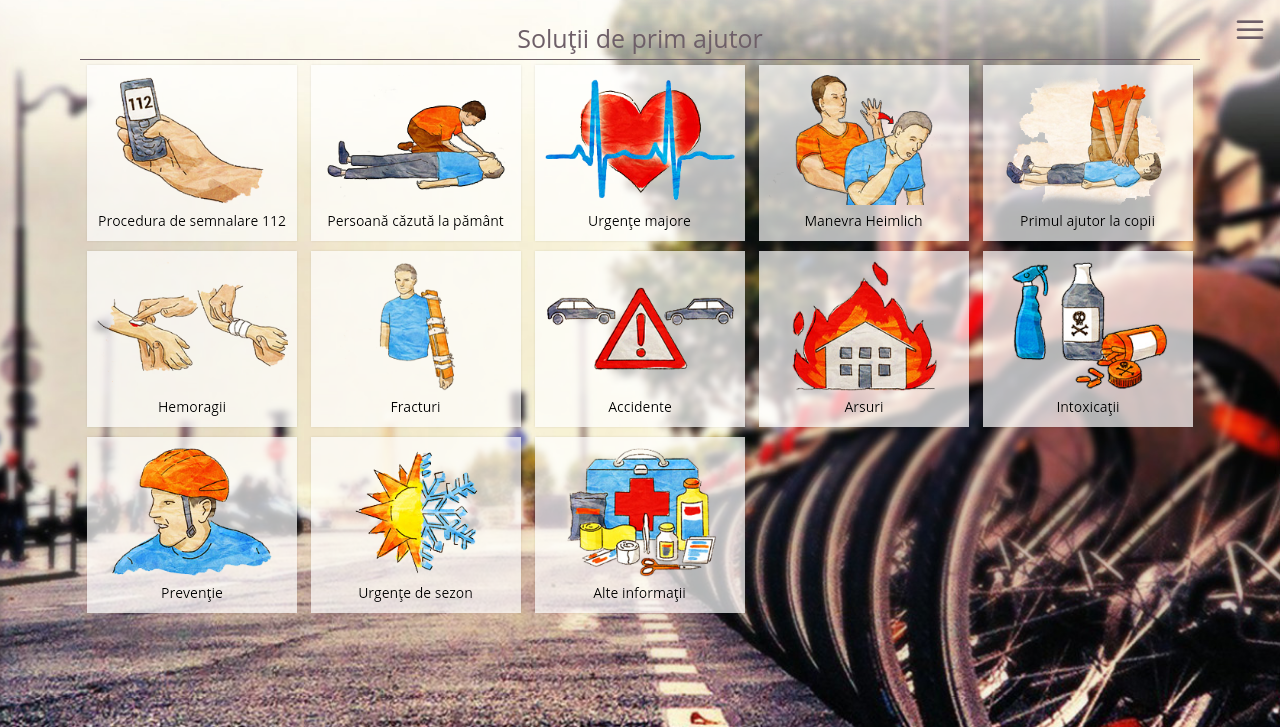 Soluţii de prim ajutor
112
Procedura de semnalare 112
Persoană căzută la pământ
Urgenţe majore
Manevra Heimlich
Primul ajutor la copii
Hemoragii
Fracturi
Accidente
Arsuri
Intoxicaţii
Prevenţie
Urgenţe de sezon
Alte informaţii